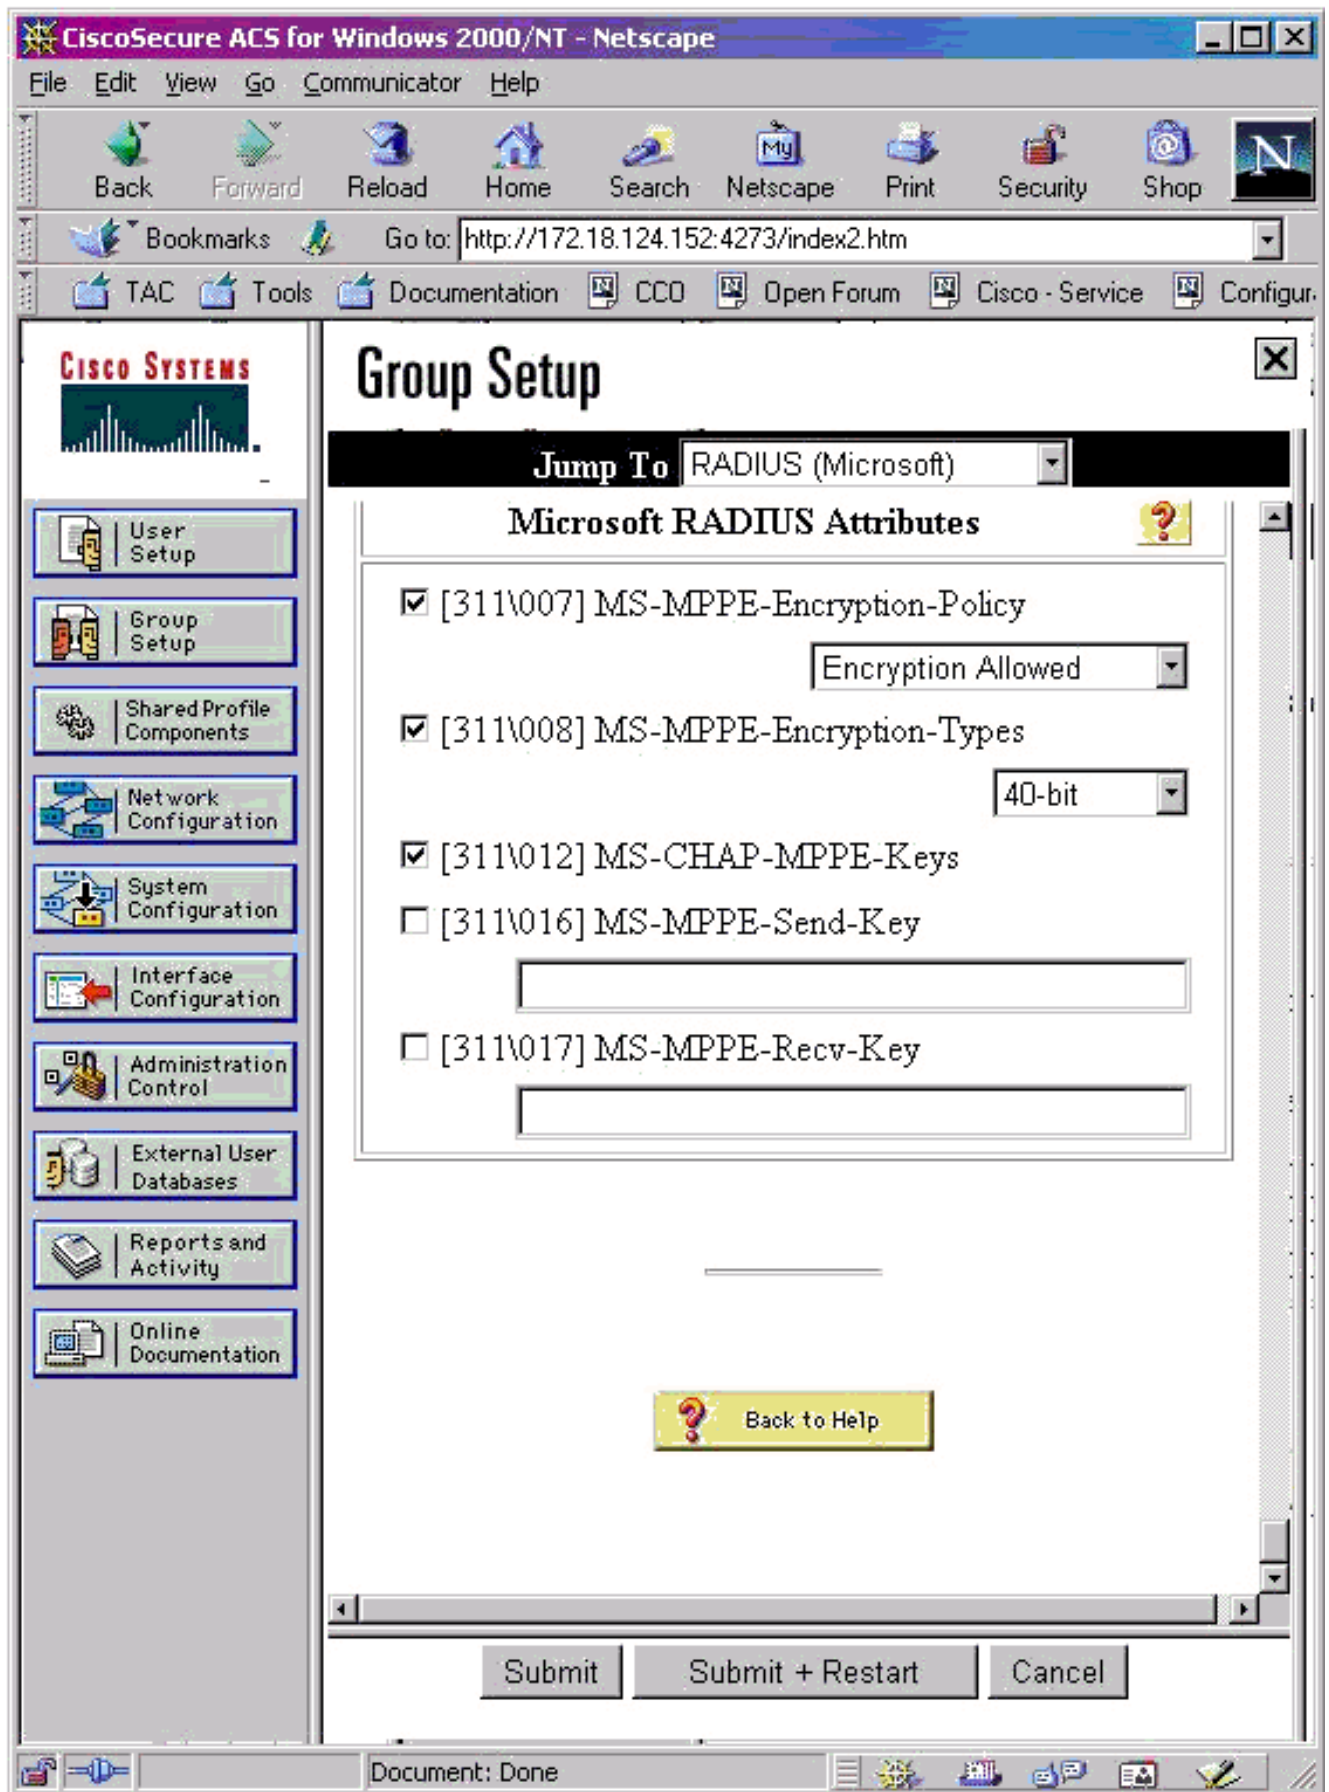 CiscoSecure ACS for Windows 2000/NT - Netscape
File Edit View Go Communicator Help
Back Forward Reload Home Search Netscape Print Security Shop
My
N
Bookmarks Go to: http://172.18.124.152:4273/index2.htm
TAC Tools Documentation CCO Open Forum Cisco - Service Configur
CISCO SYSTEMS
Group Setup
Jump To RADIUS (Microsoft)
User
Setup
Group
Setup
Shared Profile
Components
Network
Configuration
System
Configuration
Interface
Configuration
Administration
Control
External User
Databases
Reports and
Activity
Online
Documentation
Microsoft RADIUS Attributes
[311\007] MS-MPPE-Encryption-Policy
Encryption Allowed
[311\008] MS-MPPE-Encryption-Types
40-bit
[311\012] MS-CHAP-MPPE-Keys
[311\016] MS-MPPE-Send-Key
[311\017] MS-MPPE-Recv-Key
Back to Help
Submit Submit + Restart Cancel
Document: Done